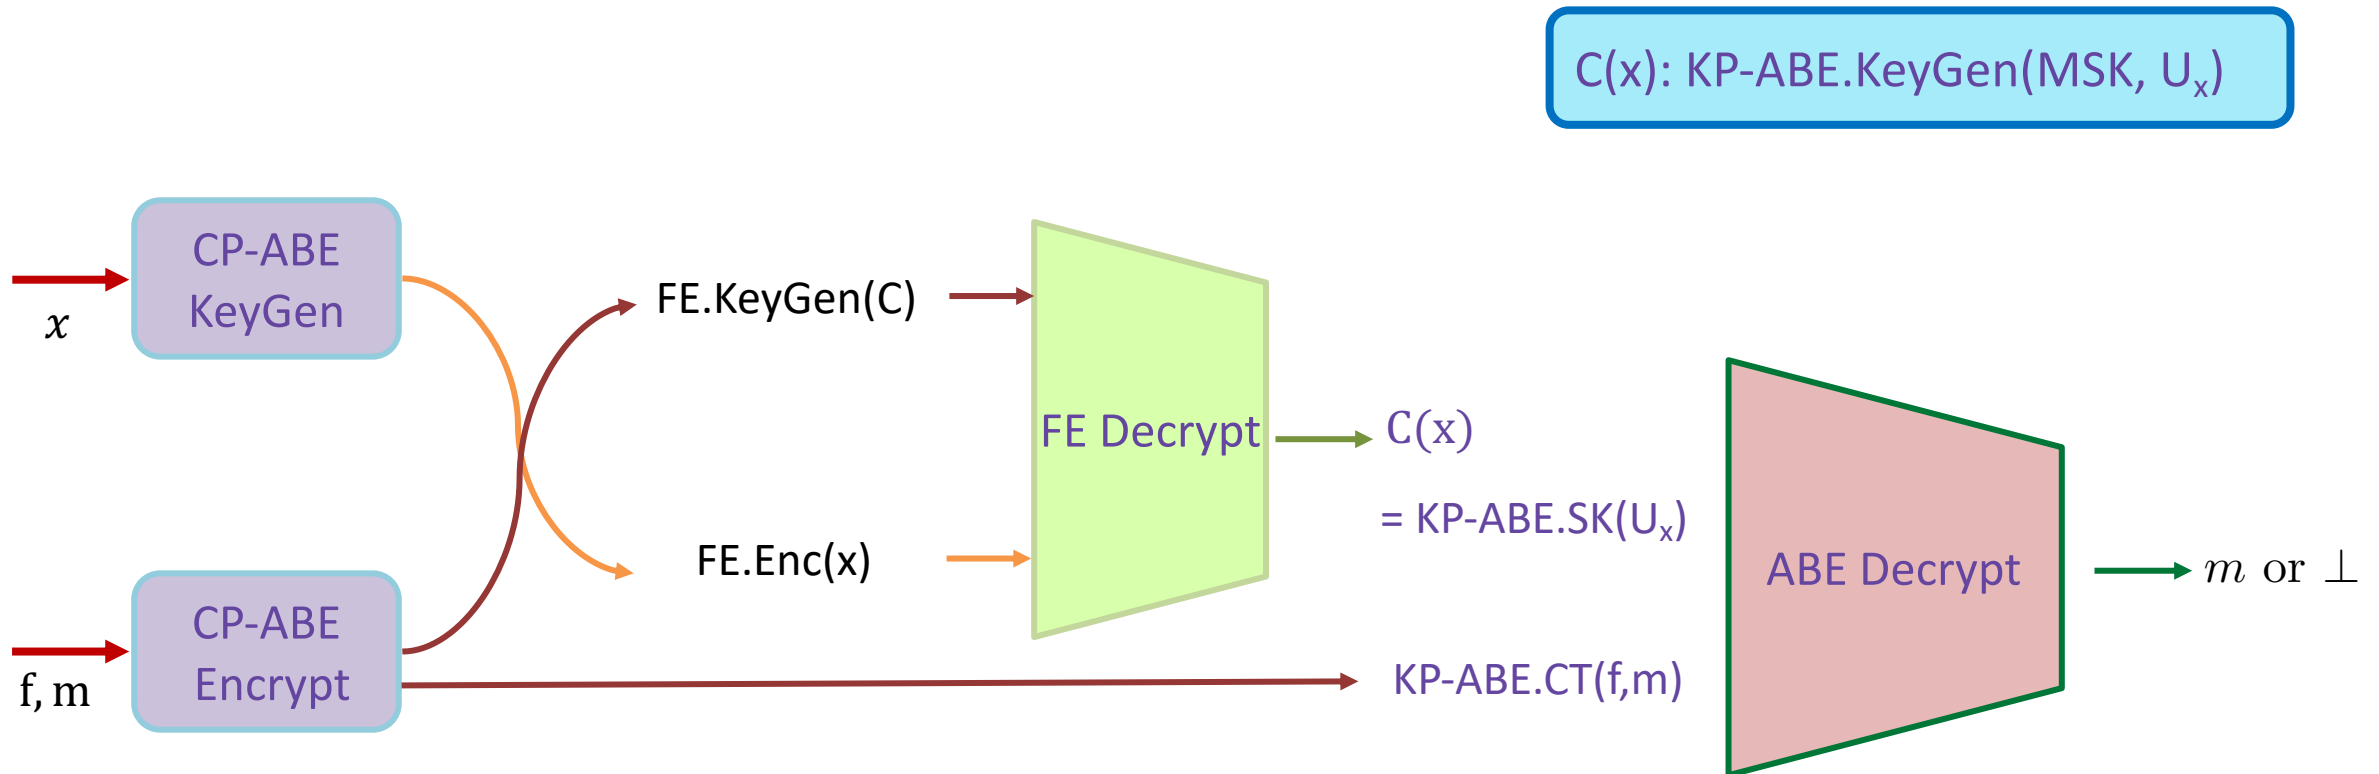 C(x): KP-ABE.KeyGen(MSK, Uₓ)
CP-ABE
KeyGen
x
FE.KeyGen(C)
FE Decrypt
C(x)
= KP-ABE.SK(Uₓ)
FE.Enc(x)
ABE Decrypt
m or ⊥
CP-ABE
Encrypt
f, m
KP-ABE.CT(f,m)